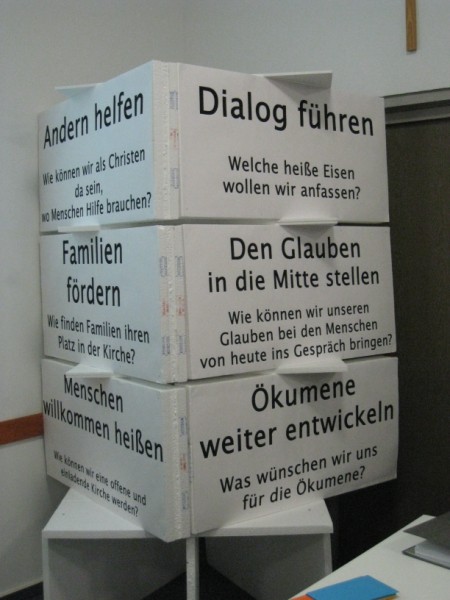 Andern helfen
Wie können wir als Christen
da sein,
wo Menschen Hilfe brauchen?
Dialog führen
Welche heiße Eisen
wollen wir anfassen?
Familien
fördern
Wie finden Familien ihren
Platz in der Kirche?
Den Glauben
in die Mitte stellen
Wie können wir unseren
Glauben bei den Menschen
von heute ins Gespräch bringen?
Menschen
willkommen heißen
Wie können wir eine offene und
einladende Kirche werden?
Ökumene
weiter entwickeln
Was wünschen wir uns
für die Ökumene?